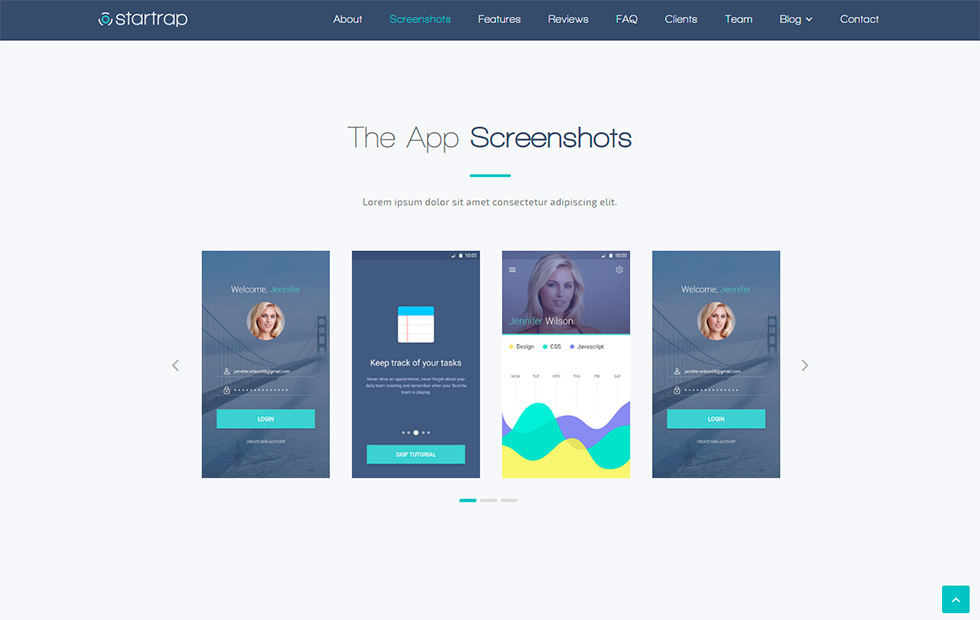 startrap About Screenshots Features Reviews FAQ Clients Team Blog Contact
The App Screenshots
Lorem ipsum dolor sit amet consectetur adipiscing elit.
Welcome, Jennifer
jennifer.wilson88@gmail.com
LOGIN
CREATE NEW ACCOUNT
10:00
Keep track of your tasks
Never miss an appointment, never forget about your
daily team meeting and remember when your favorite
team is playing.
SKIP TUTORIAL
10:00
Jennifer Wilson
Design CSS Javascript
MON TUE WED THU FRI SAT
Welcome, Jennifer
jennifer.wilson88@gmail.com
LOGIN
CREATE NEW ACCOUNT